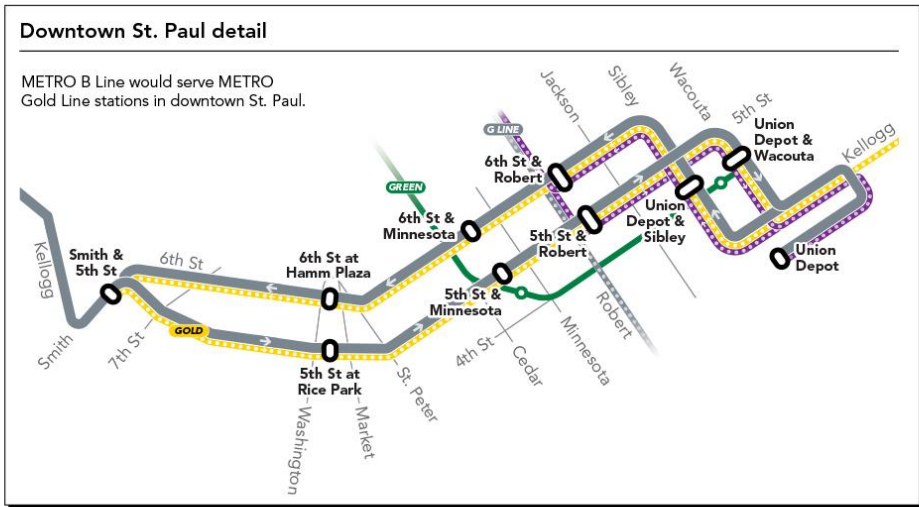 Downtown St. Paul detail
METRO B Line would serve METRO
Gold Line stations in downtown St. Paul.
Jackson
Sibley
Wacouta
5th St
Union
Depot &
Wacouta
Kellogg
G LINE
6th St &
Robert
GREEN
6th St &
Minnesota
5th St &
Robert
Union
Depot &
Sibley
Union
Depot
Kellogg
Smith &
5th St
6th St
6th St at
Hamm Plaza
5th St &
Minnesota
Robert
Smith
7th St
GOLD
4th St
Minnesota
Cedar
5th St at
Rice Park
St. Peter
Market
Washington